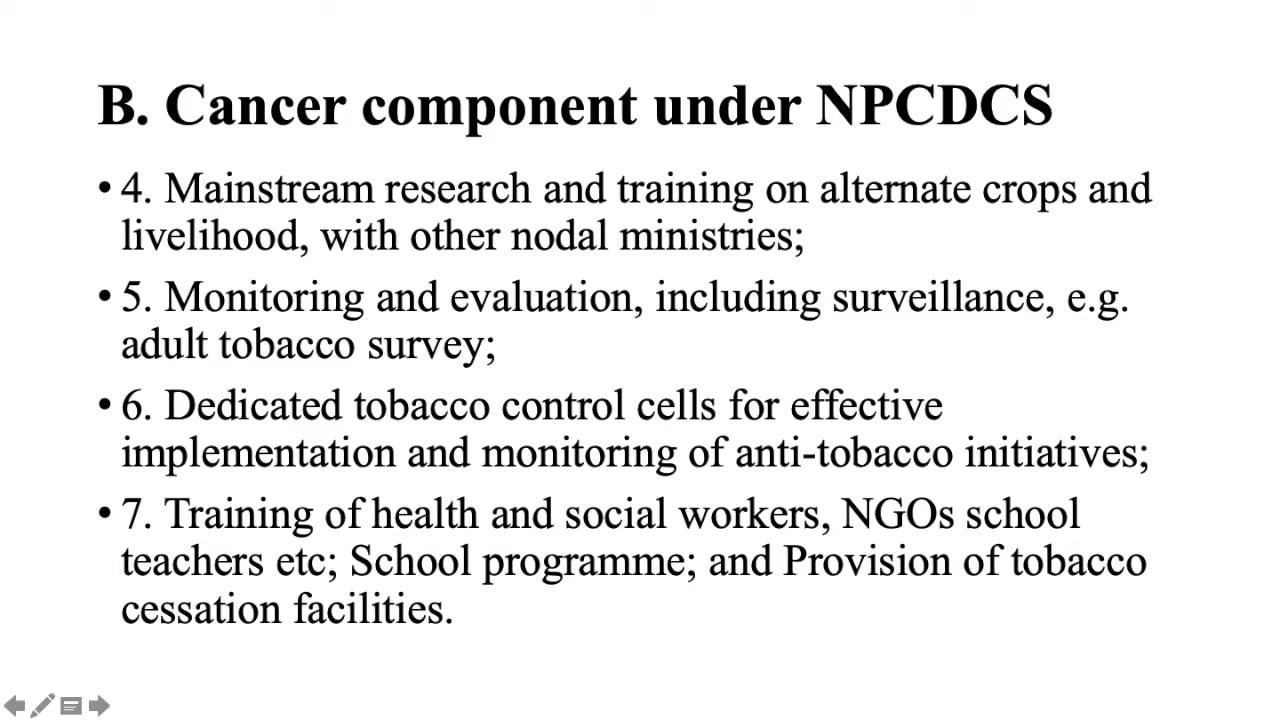 B. Cancer component under NPCDCS
• 4. Mainstream research and training on alternate crops and
livelihood, with other nodal ministries;
• 5. Monitoring and evaluation, including surveillance, e.g.
adult tobacco survey;
• 6. Dedicated tobacco control cells for effective
implementation and monitoring of anti-tobacco initiatives;
• 7. Training of health and social workers, NGOs school
teachers etc; School programme; and Provision of tobacco
cessation facilities.